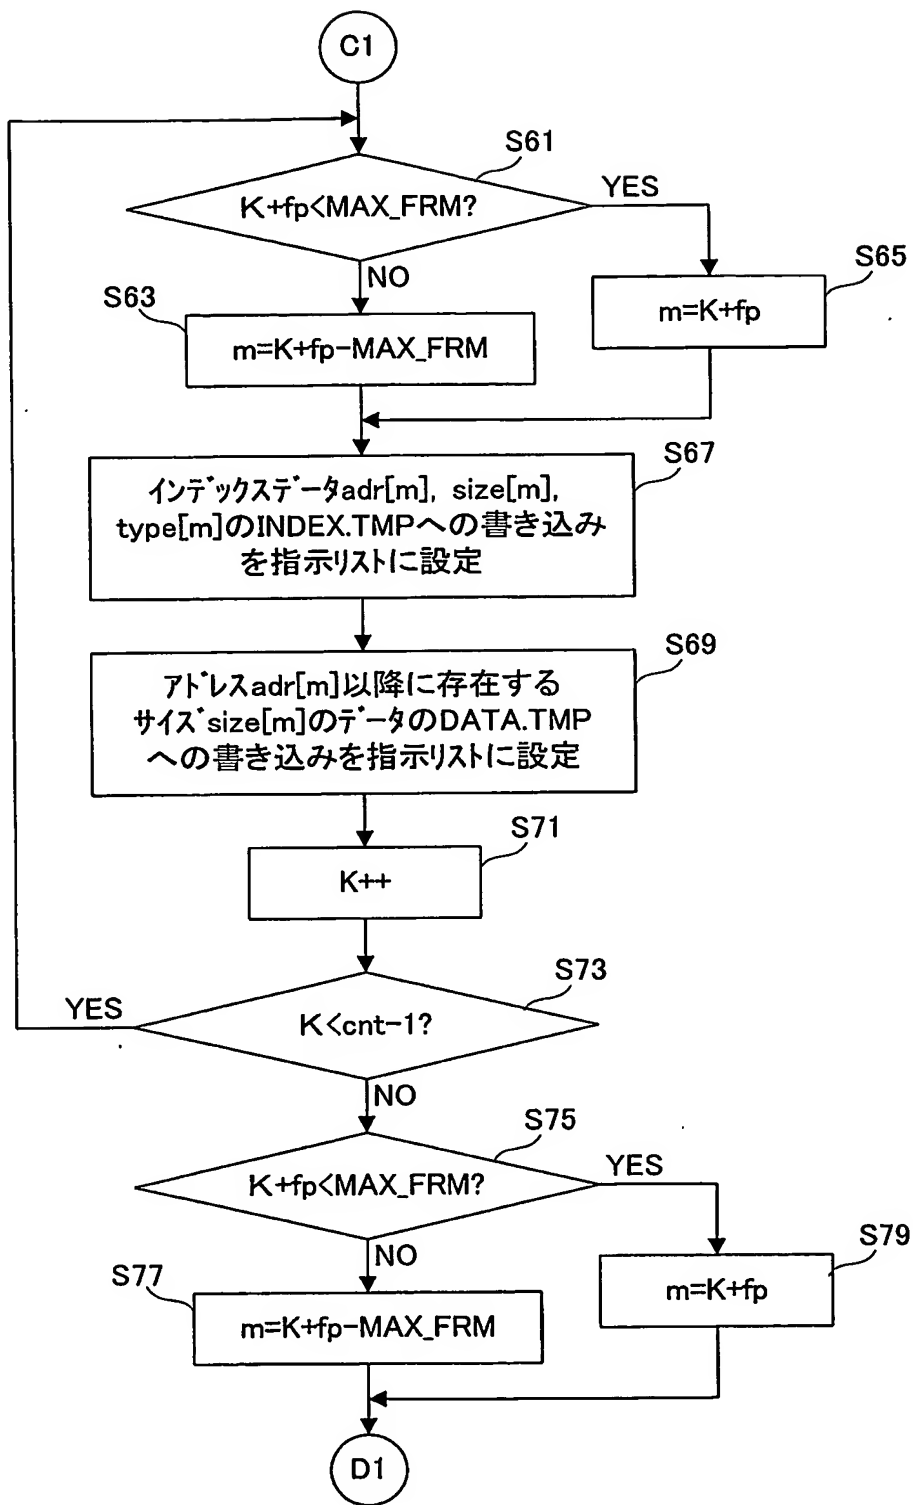 C1
S61
K+fp<MAX_FRM?
YES
NO
S65
m=K+fp
S63
m=K+fp-MAX_FRM
S67
インデックスデータadr[m], size[m],
type[m]のINDEX.TMPへの書き込み
を指示リストに設定
S69
アドレスadr[m]以降に存在する
サイズsize[m]のデータのDATA.TMP
への書き込みを指示リストに設定
S71
K++
S73
YES
K<cnt-1?
NO
S75
K+fp<MAX_FRM?
YES
NO
S79
m=K+fp
S77
m=K+fp-MAX_FRM
D1